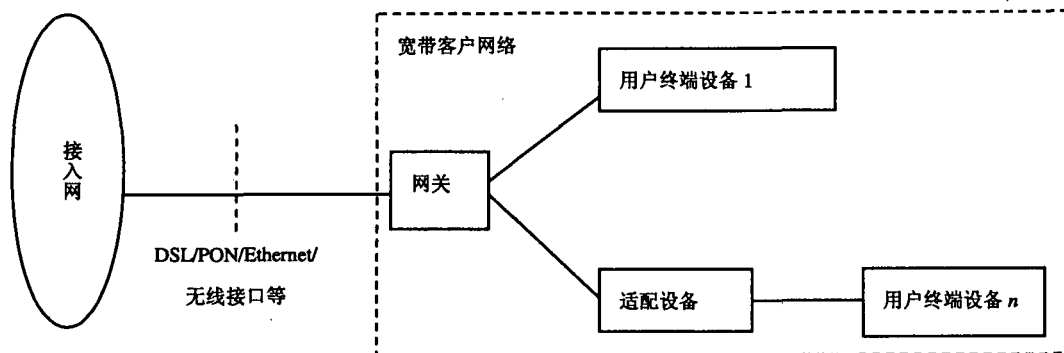 宽带客户网络
用户终端设备 1
接入网
网关
DSL/PON/Ethernet/
无线接口等
适配设备
用户终端设备 n